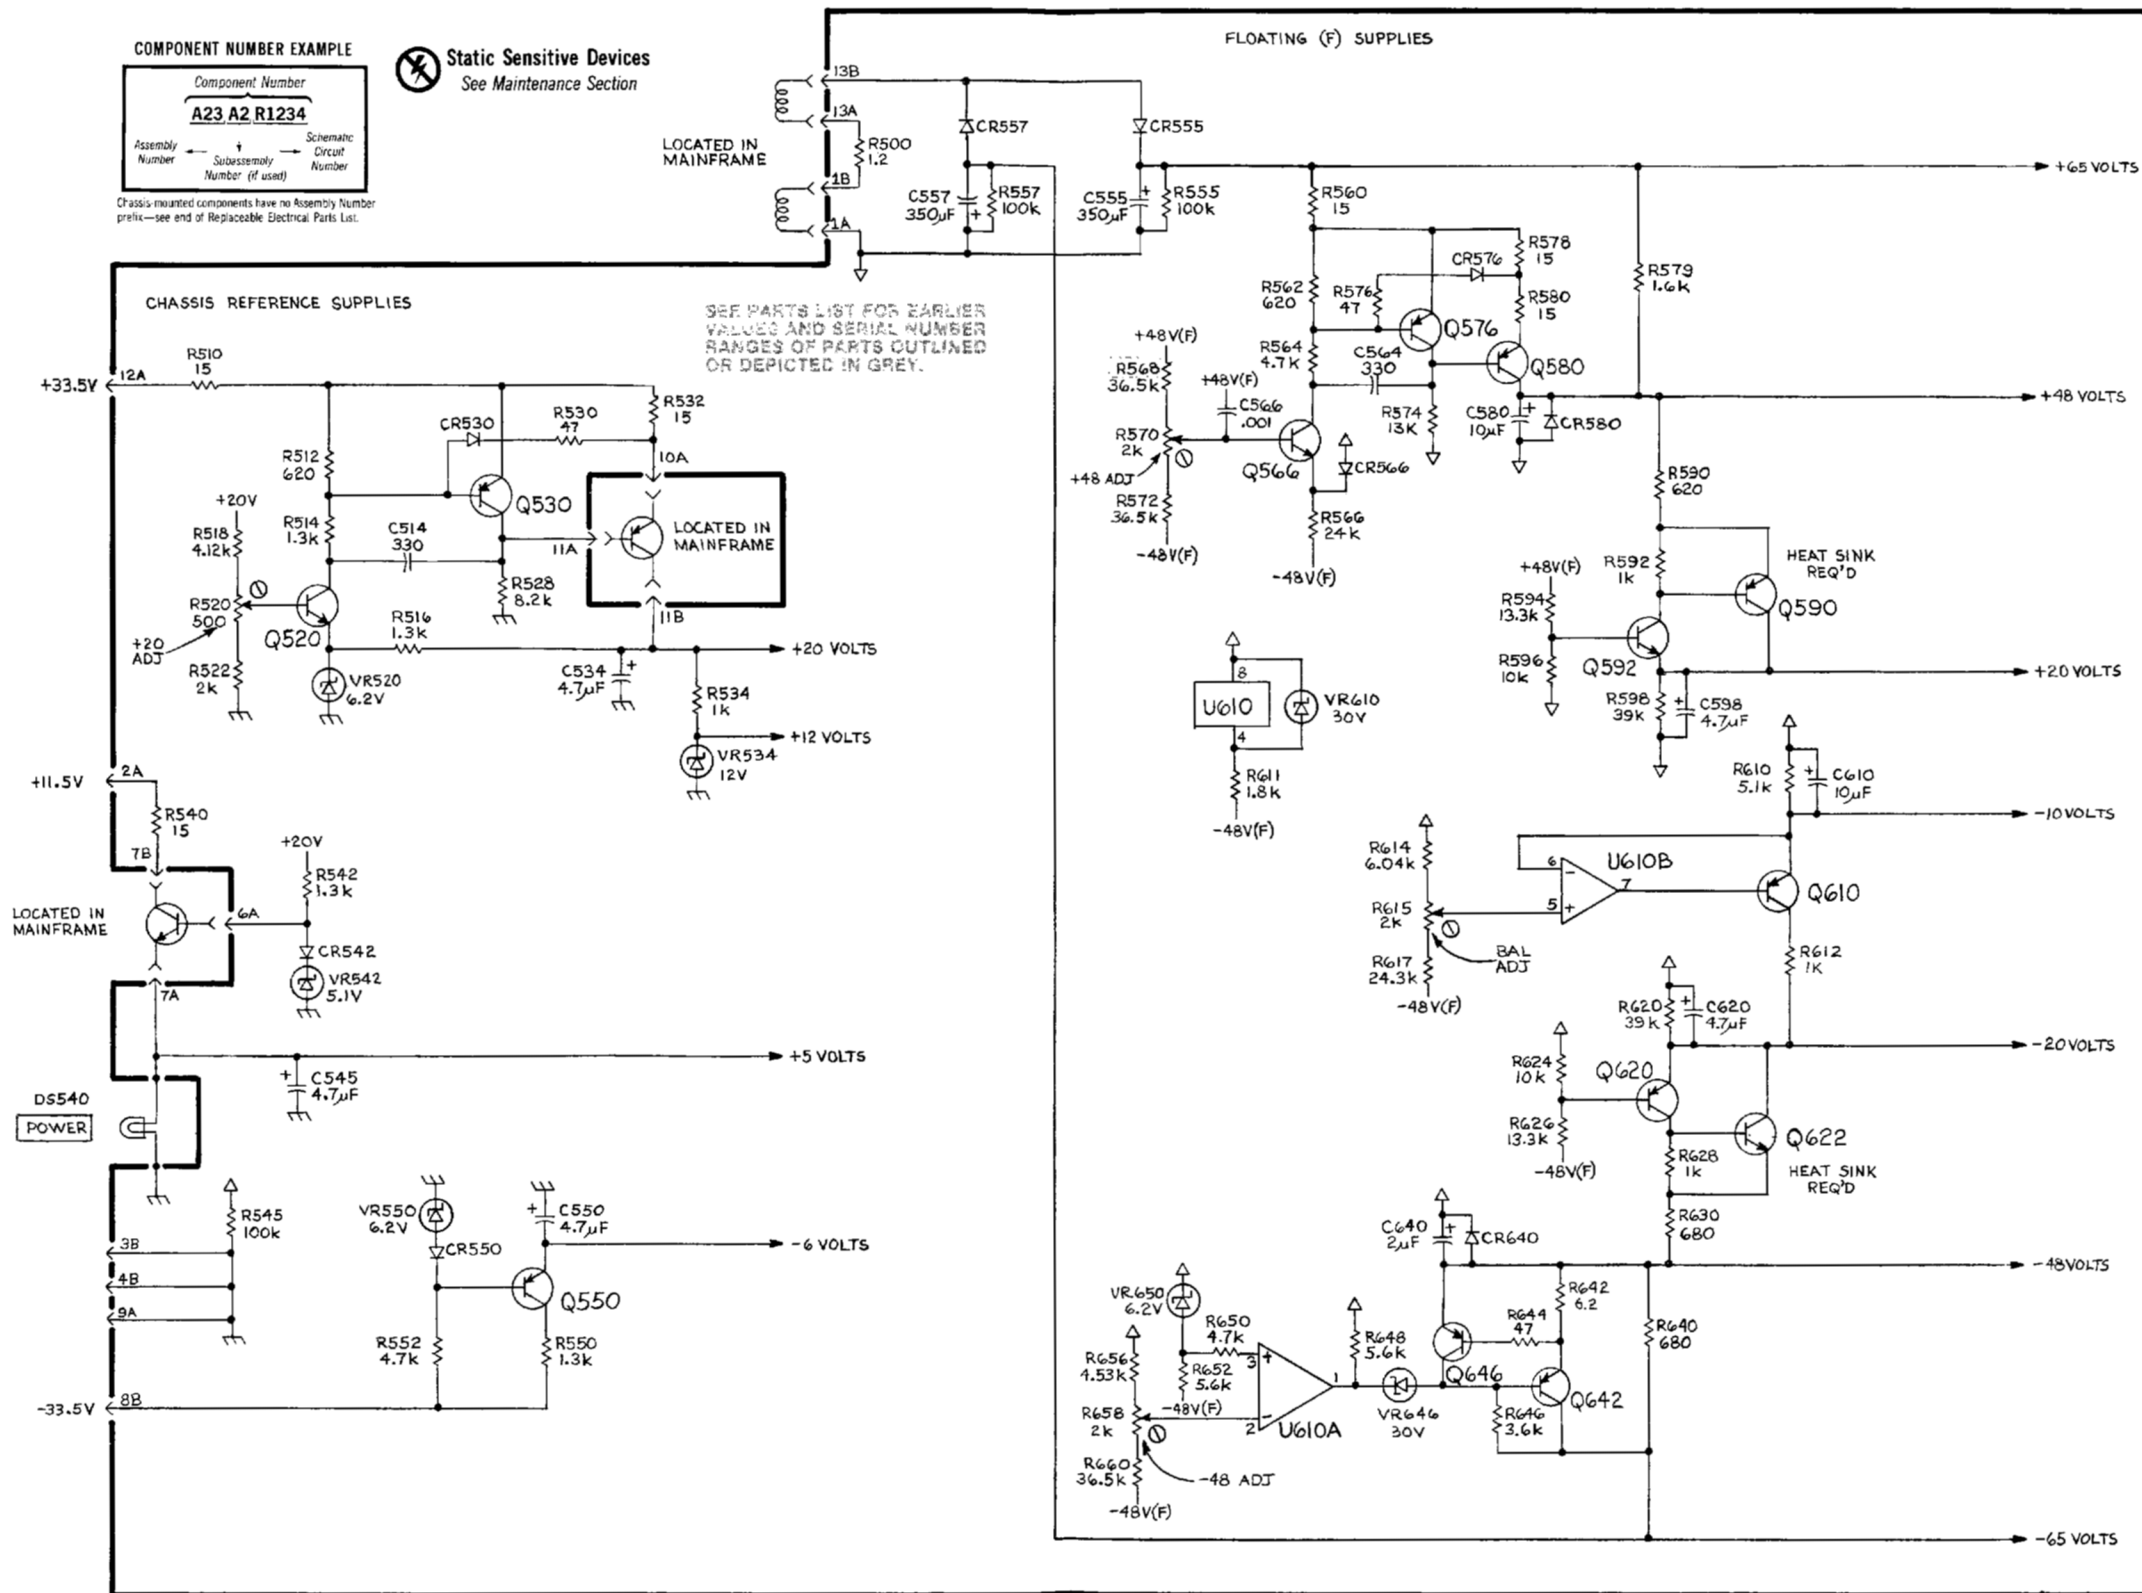 COMPONENT NUMBER EXAMPLE
Component Number
A23 A2 R1234
Assembly
Number
Subassembly
Number (if used)
Schematic
Circuit
Number
Chassis-mounted components have no Assembly Number
prefix—see end of Replaceable Electrical Parts List.
Static Sensitive Devices
See Maintenance Section
FLOATING (F) SUPPLIES
LOCATED IN
MAINFRAME
13B
13A
R500
1.2
1B
1A
CR557
CR555
C557
350µF
+
R557
100k
C555
350µF
+
R555
100k
+65 VOLTS
R560
15
R578
15
CR576
R562
620
R576
47
R580
15
R579
1.6k
Q576
+48V(F)
R564
4.7k
C564
330
Q580
R568
36.5k
+48V(F)
C566
.001
R574
13k
C580
10µF
+
CR580
+48 VOLTS
R570
2k
+48 ADJ
Q566
CR566
R572
36.5k
R566
24k
-48V(F)
-48V(F)
R590
620
R592
1k
HEAT SINK
REQ'D
+48V(F)
R594
13.3k
Q590
R596
10k
Q592
+20 VOLTS
R598
39k
+
C598
4.7µF
CHASSIS REFERENCE SUPPLIES
SEE PARTS LIST FOR EARLIER
VALUES AND SERIAL NUMBER
RANGES OF PARTS OUTLINED
OR DEPICTED IN GREY.
+33.5V
12A
R510
15
R532
15
CR530
R530
47
R512
620
10A
+20V
Q530
R518
4.12k
R514
1.3k
C514
330
11A
LOCATED IN
MAINFRAME
R520
500
R528
8.2k
11B
+20
ADJ
Q520
R516
1.3k
+20 VOLTS
R522
2k
VR520
6.2V
C534
4.7µF
+
R534
1k
+12 VOLTS
VR534
12V
8
U610
4
VR610
30V
R611
1.8k
-48V(F)
R610
5.1k
+
C610
10µF
-10 VOLTS
+11.5V
2A
R540
15
7B
+20V
R542
1.3k
6A
LOCATED IN
MAINFRAME
CR542
VR542
5.1V
7A
+5 VOLTS
+
C545
4.7µF
DS540
POWER
R614
6.04k
6
-
U610B
7
5
+
Q610
R615
2k
BAL
ADJ
R617
24.3k
-48V(F)
R612
1K
R620
39k
+
C620
4.7µF
-20 VOLTS
R624
10k
Q620
R626
13.3k
-48V(F)
Q622
HEAT SINK
REQ'D
R628
1k
R630
680
R545
100k
3B
4B
9A
VR550
6.2V
+
C550
4.7µF
CR550
-6 VOLTS
Q550
R552
4.7k
R550
1.3k
-33.5V
8B
C640
2µF
+
CR640
-48VOLTS
VR650
6.2V
R642
6.2
R650
4.7k
R648
5.6k
R644
47
R640
680
R656
4.53k
3
+
R652
5.6k
1
Q646
-48V(F)
-
2
U610A
VR646
30V
R646
3.6k
Q642
R658
2k
R660
36.5k
-48 ADJ
-48V(F)
-65 VOLTS